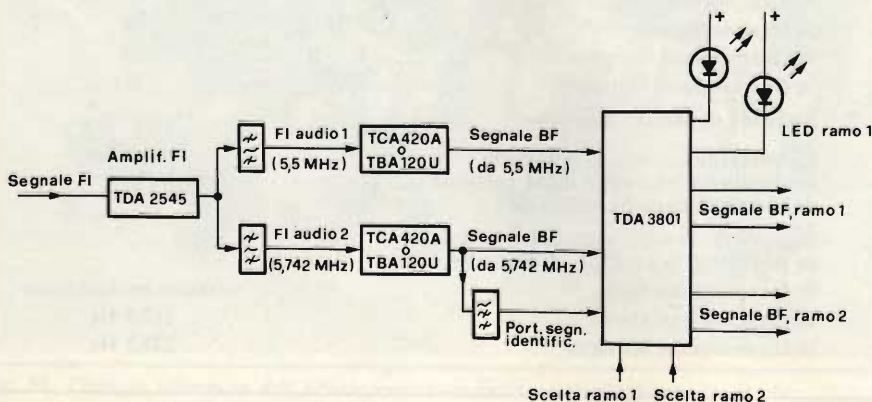 + +
LED ramo 1
Amplif. FI
Segnale FI
TDA 2545
FI audio 1
(5,5 MHz)
TCA420A
O
TBA120U
Segnale BF
(da 5,5 MHz)
FI audio 2
(5,742 MHz)
TCA420A
O
TBA120U
Segnale BF
(da 5,742 MHz)
Port. segn.
identific.
TDA 3801
Segnale BF, ramo 1
Segnale BF, ramo 2
Scelta ramo 1 Scelta ramo 2